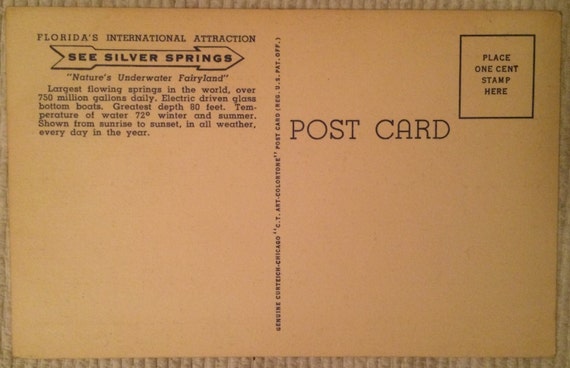 FLORIDA'S INTERNATIONAL ATTRACTION
SEE SILVER SPRINGS
"Nature's Underwater Fairyland"
Largest flowing springs in the world, over
750 million gallons daily. Electric driven glass
bottom boats. Greatest depth 80 feet. Tem-
perature of water 72º winter and summer.
Shown from sunrise to sunset, in all weather,
every day in the year.
GENUINE CURTEICH-CHICAGO "C.T. ART-COLORTONE" POST CARD (REG. U.S. PAT. OFF.)
POST CARD
PLACE
ONE CENT
STAMP
HERE